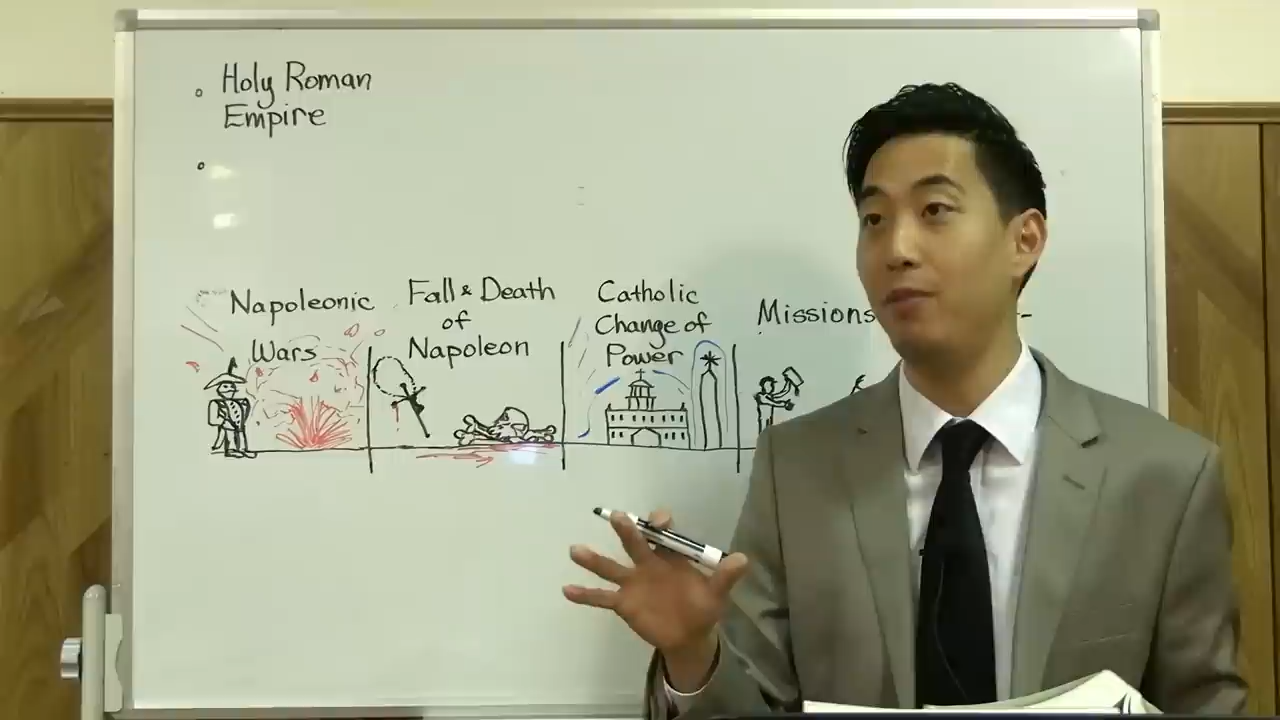 Holy Roman
Empire
Napoleonic
Wars
Fall & Death
of
Napoleon
Catholic
Change of
Power
Missions